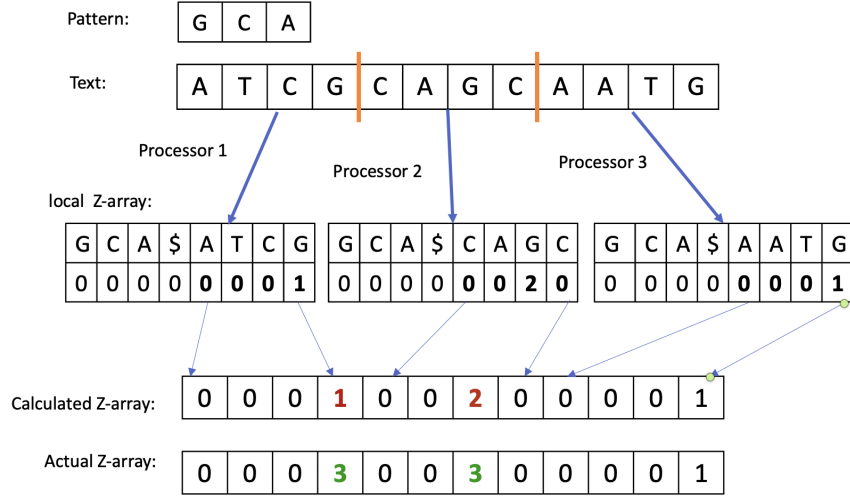 Pattern: G C A
Text: A T C G C A G C A A T G
Processor 1
Processor 2
Processor 3
local Z-array:
G C A $ A T C G G C A $ C A G C G C A $ A A T G
0 0 0 0 0 0 0 1 0 0 0 0 0 0 2 0 0 0 0 0 0 0 0 1
Calculated Z-array: 0 0 0 1 0 0 2 0 0 0 0 1
Actual Z-array: 0 0 0 3 0 0 3 0 0 0 0 1